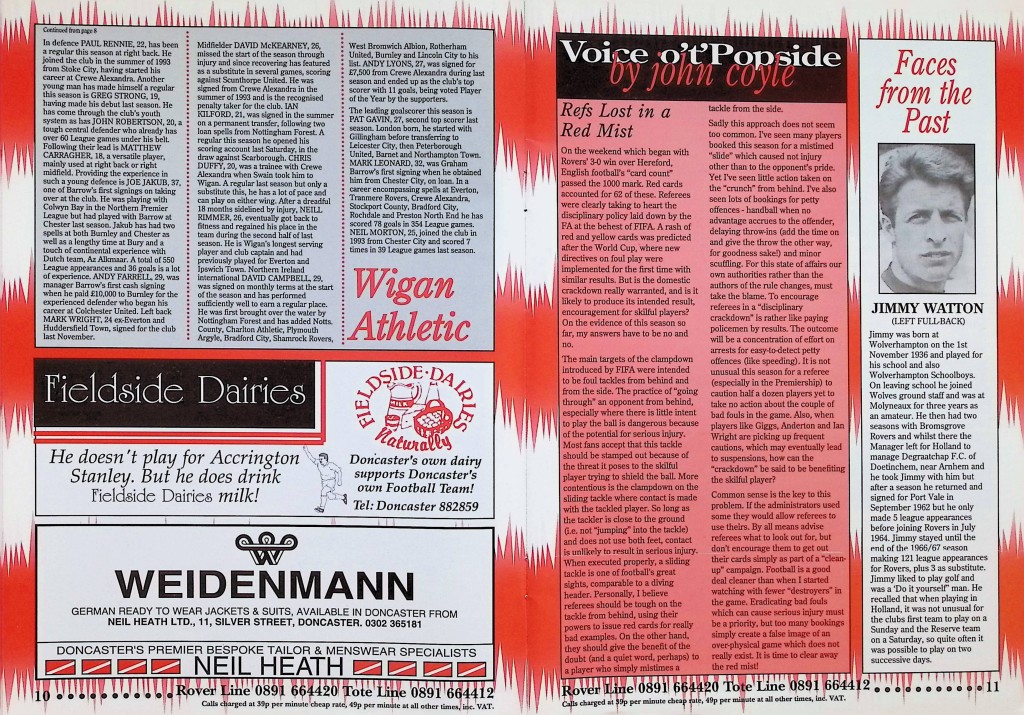 Continued from page 8
In defence PAUL RENNIE, 22, has been
a regular this season at right back. He
joined the club in the summer of 1993
from Stoke City, having started his
career at Crewe Alexandra. Another
young man has made himself a regular
this season is GREG STRONG, 19,
having made his debut last season. He
has come through the club's youth
system as has JOHN ROBERTSON, 20, a
tough central defender who already has
over 60 League games under his belt.
Following their lead is MATTHEW
CARRAGHER, 18, a versatile player,
mainly used at right back or right
midfield. Providing the experience in
such a young defence is JOE JAKUB, 37,
one of Barrow's first signings on taking
over at the club. He was playing with
Colwyn Bay in the Northern Premier
League but had played with Barrow at
Chester last season. Jakub has had two
spells at both Burnley and Chester as
well as a lengthy time at Bury and a
touch of continental experience with
Dutch team, Az Alkmaar. A total of 550
League appearances and 36 goals is a lot
of experience. ANDY FARRELL, 29, was
manager Barrow's first cash signing
when he paid £10,000 to Burnley for the
experienced defender who began his
career at Colchester United. Left back
MARK WRIGHT, 24 ex-Everton and
Huddersfield Town, signed for the club
last November.
Midfielder DAVID McKEARNEY, 26,
missed the start of the season through
injury and since recovering has featured
as a substitute in several games, scoring
against Scunthorpe United. He was
signed from Crewe Alexandra in the
summer of 1993 and is the recognised
penalty taker for the club. IAN
KILFORD, 21, was signed in the summer
on a permanent transfer, following two
loan spells from Nottingham Forest. A
regular this season he opened his
scoring account last Saturday, in the
draw against Scarborough. CHRIS
DUFFY, 20, was a trainee with Crewe
Alexandra when Swain took him to
Wigan. A regular last season but only a
substitute this, he has a lot of pace and
can play on either wing. After a dreadful
18 months sidelined by injury, NEILL
RIMMER, 26, eventually got back to
fitness and regained his place in the
team during the second half of last
season. He is Wigan's longest serving
player and club captain and had
previously played for Everton and
Ipswich Town. Northern Ireland
international DAVID CAMPBELL, 29,
was signed on monthly terms at the start
of the season and has performed
sufficiently well to earn a regular place.
He was first brought over the water by
Nottingham Forest and has added Notts.
County, Charlton Athletic, Plymouth
Argyle, Bradford City, Shamrock Rovers,
West Bromwich Albion, Rotherham
United, Burney and Lincoln City to his
list. ANDY LYONS, 27, was signed for
£7,500 from Crewe Alexandra during last
season and ended up as the club's top
scorer with 11 goals, being voted Player
of the Year by the supporters.
The leading goalscorer this season is
PAT GAVIN, 27, second top scorer last
season. London born, he started with
Gillingham before transferring to
Leicester City, then Peterborough
United, Barnet and Northampton Town.
MARK LEONARD, 32, was Graham
Barrow's first signing when he obtained
him from Chester City, on loan. In a
career encompassing spells at Everton,
Tranmere Rovers, Crewe Alexandra,
Stockport County, Bradford City,
Rochdale and Preston North End he has
scored 78 goals in 354 League games.
NEIL MORTON, 25, joined the club in
1993 from Chester City and scored 7
times in 39 League games last season.
Wigan
Athletic
Fieldside Dairies
He doesn't play for Accrington
Stanley. But he does drink
Fieldside Dairies milk!
FIELDSIDE·DAIRIES
MILK
Naturally
Doncaster's own dairy
supports Doncaster's
own Football Team!
Tel: Doncaster 882859
WEIDENMANN
GERMAN READY TO WEAR JACKETS & SUITS, AVAILABLE IN DONCASTER FROM
NEIL HEATH LTD., 11, SILVER STREET, DONCASTER. 0302 365181
DONCASTER'S PREMIER BESPOKE TAILOR & MENSWEAR SPECIALISTS
NEIL HEATH
10
Rover Line 0891 664420 Tote Line 0891 664412
Calls charged at 39p per minute cheap rate, 49p per minute at all other times, inc. VAT.
Voice o't'Popside
by john coyle
Refs Lost in a
Red Mist
On the weekend which began with
Rovers' 3-0 win over Hereford,
English football's "card count"
passed the 1000 mark. Red cards
accounted for 62 of these. Referees
were clearly taking to heart the
disciplinary policy laid down by the
FA at the behest of FIFA. A rash of
red and yellow cards was predicted
after the World Cup, where new
directives on foul play were
implemented for the first time with
similar results. But is the domestic
crackdown really warranted, and is it
likely to produce its intended result,
encouragement for skilful players?
On the evidence of this season so
far, my answers have to be no and
no.
The main targets of the clampdown
introduced by FIFA were intended
to be foul tackles from behind and
from the side. The practice of "going
through" an opponent from behind,
especially where there is little intent
to play the ball is dangerous because
of the potential for serious injury.
Most fans accept that this tackle
should be stamped out because of
the threat it poses to the skilful
player trying to shield the ball. More
contentious is the clampdown on the
sliding tackle where contact is made
with the tackled player. So long as
the tackler is close to the ground
(i.e. not "jumping" into the tackle)
and does not use both feet, contact
is unlikely to result in serious injury.
When executed properly, a sliding
tackle is one of football's great
sights, comparable to a diving
header. Personally, I believe
referees should be tough on the
tackle from behind, using their
powers to issue red cards for really
bad examples. On the other hand,
they should give the benefit of the
doubt (and a quiet word, perhaps) to
a player who simply mistimes a
tackle from the side.
Sadly this approach does not seem
too common. I've seen many players
booked this season for a mistimed
"slide" which caused not injury
other than to the opponent's pride.
Yet I've seen little action taken on
the "crunch" from behind. I've also
seen lots of bookings for petty
offences - handball when no
advantage accrues to the offender,
delaying throw-ins (add the time on
and give the throw the other way,
for goodness sake!) and minor
scuffling. For this state of affairs our
own authorities rather than the
authors of the rule changes, must
take the blame. To encourage
referees in a "disciplinary
crackdown" is rather like paying
policemen by results. The outcome
will be a concentration of effort on
arrests for easy-to-detect petty
offences (like speeding). It is not
unusual this season for a referee
(especially in the Premiership) to
caution half a dozen players yet to
take no action about the couple of
bad fouls in the game. Also, when
players like Giggs, Anderton and Ian
Wright are picking up frequent
cautions, which may eventually lead
to suspensions, how can the
"crackdown" be said to be benefiting
the skilful player?
Common sense is the key to this
problem. If the administrators used
some they would allow referees to
use theirs. By all means advise
referees what to look out for, but
don't encourage them to get out
their cards simply as part of a "clean-
up" campaign. Football is a good
deal cleaner than when I started
watching with fewer "destroyers" in
the game. Eradicating bad fouls
which can cause serious injury must
be a priority, but too many bookings
simply create a false image of an
over-physical game which does not
really exist. It is time to clear away
the red mist!
Faces
from the
Past
JIMMY WATTON
(LEFT FULL-BACK)
Jimmy was born at
Wolverhampton on the 1st
November 1936 and played for
his school and also
Wolverhampton Schoolboys.
On leaving school he joined
Wolves ground staff and was at
Molyneaux for three years as
an amateur. He then had two
seasons with Bromsgrove
Rovers and whilst there the
Manager left for Holland to
manage Degraatchap F.C. of
Doetinchem, near Arnhem and
he took Jimmy with him but
after a season he returned and
signed for Port Vale in
September 1962 but he only
made 5 league appearances
before joining Rovers in July
1964. Jimmy stayed until the
end of the 1966/67 season
making 121 league appearances
for Rovers, plus 3 as substitute.
Jimmy liked to play golf and
was a 'Do it yourself' man. He
recalled that when playing in
Holland, it was not unusual for
the clubs first team to play on a
Sunday and the Reserve team
on a Saturday, so quite often it
was possible to play on two
successive days.
Rover Line 0891 664420 Tote Line 0891 664412
11
Calls charged at 39p per minute cheap rate, 49p per minute at all other times, inc. VAT.